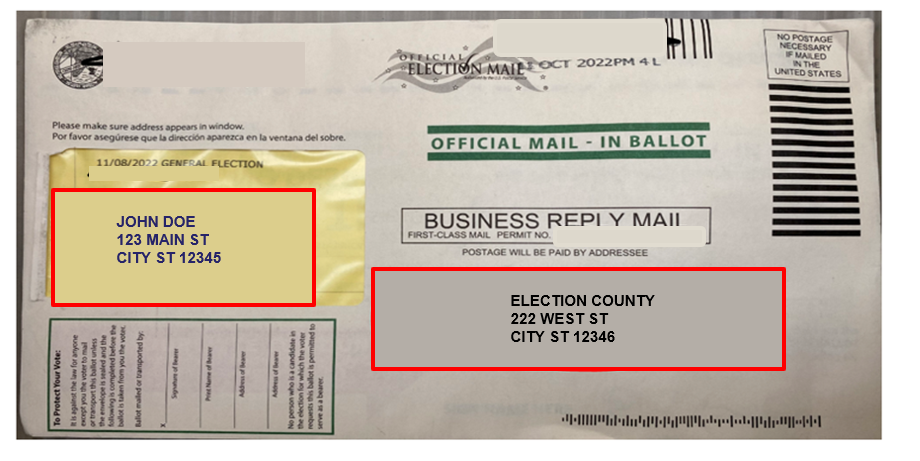 OFFICIAL
ELECTION MAIL
OCT 2022PM 4 L
NO POSTAGE
NECESSARY
IF MAILED
IN THE
UNITED STATES
Please make sure address appears in window.
Por favor asegúrese que la dirección aparezca en la ventana del sobre.
OFFICIAL MAIL - IN BALLOT
11/08/2022 GENERAL ELECTION
JOHN DOE
123 MAIN ST
CITY ST 12345
BUSINESS REPLY MAIL
FIRST-CLASS MAIL PERMIT NO.
POSTAGE WILL BE PAID BY ADDRESSEE
ELECTION COUNTY
222 WEST ST
CITY ST 12346
To Protect Your Vote:
It is against the law for anyone
except you the voter to mail
or transport this ballot unless
the envelope is sealed and the
following is completed before the
ballot is taken from you the voter.
Ballot mailed or transported by:
X
Signature of Bearer
Print Name of Bearer
Address of Bearer
Address of Bearer
No person who is a candidate in
the election for which the voter
requests this ballot is permitted to
serve as a bearer.